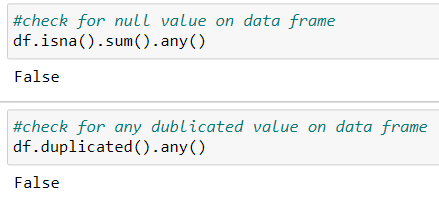 #check for null value on data frame
df.isna().sum().any()
False
#check for any dublicated value on data frame
df.duplicated().any()
False